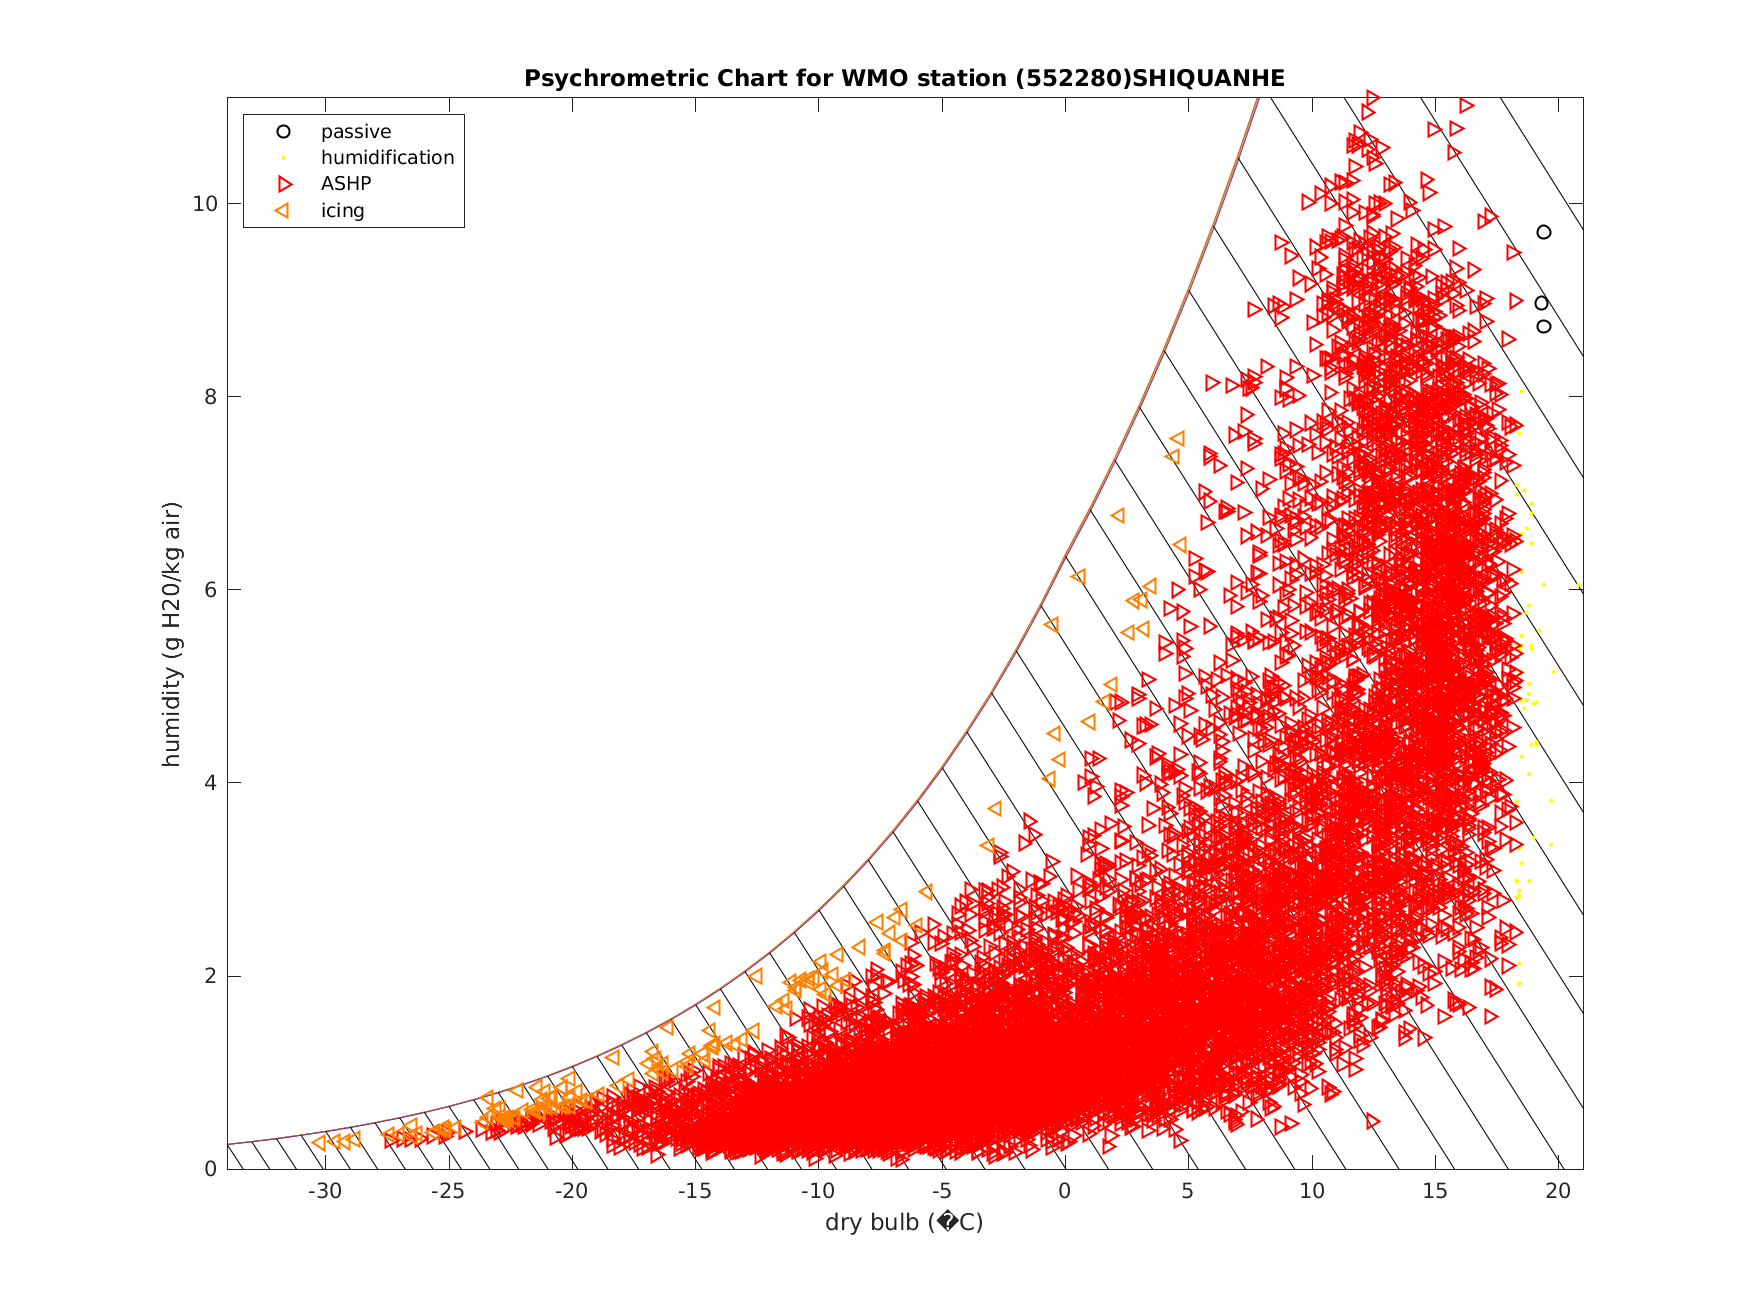 Psychrometric Chart for WMO station (552280)SHIQUANHE
passive
humidification
ASHP
icing
10
8
6
4
2
0
humidity (g H20/kg air)
-30
-25
-20
-15
-10
-5
0
5
10
15
20
dry bulb (�C)